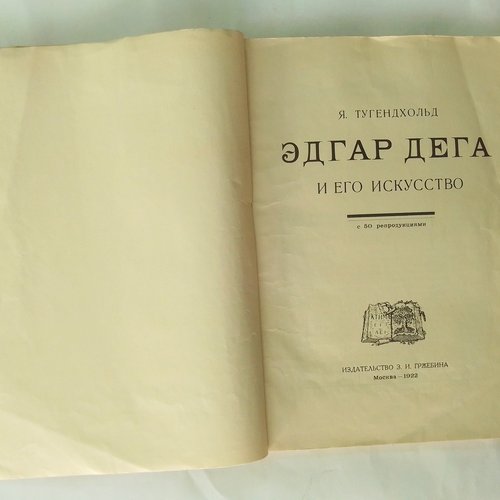 Я. ТУГЕНДХОЛЬД
ЭДГАР ДЕГА
И ЕГО ИСКУССТВО
с 50 репродукциями
ИЗДАТЕЛЬСТВО З. И. ГРЖЕБИНА
Москва—1922